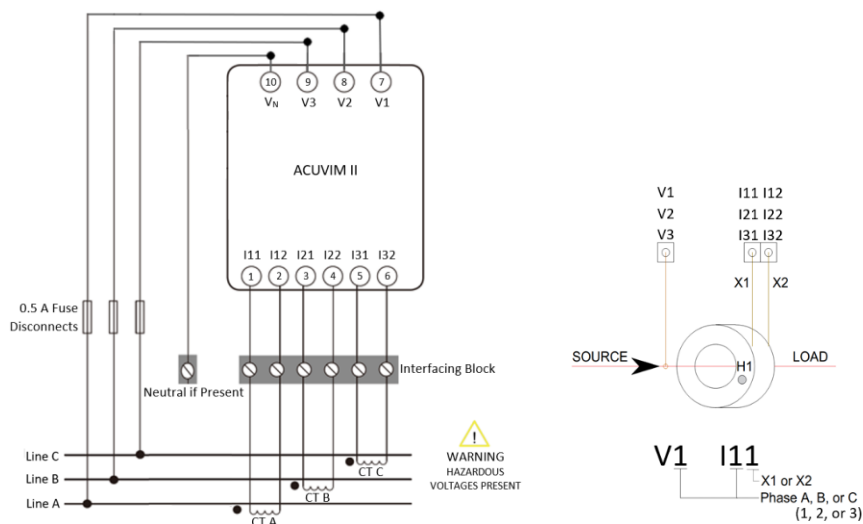 10 9 8 7
VN V3 V2 V1
ACUVIM II
I11 I12 I21 I22 I31 I32
1 2 3 4 5 6
0.5 A Fuse
Disconnects
Interfacing Block
Neutral if Present
!
WARNING
HAZARDOUS
VOLTAGES PRESENT
Line C
Line B
Line A
CT C
CT B
CT A
V1 I11 I12
V2 I21 I22
V3 I31 I32
X1 X2
SOURCE LOAD
H1
V1 I11
X1 or X2
Phase A, B, or C
(1, 2, or 3)